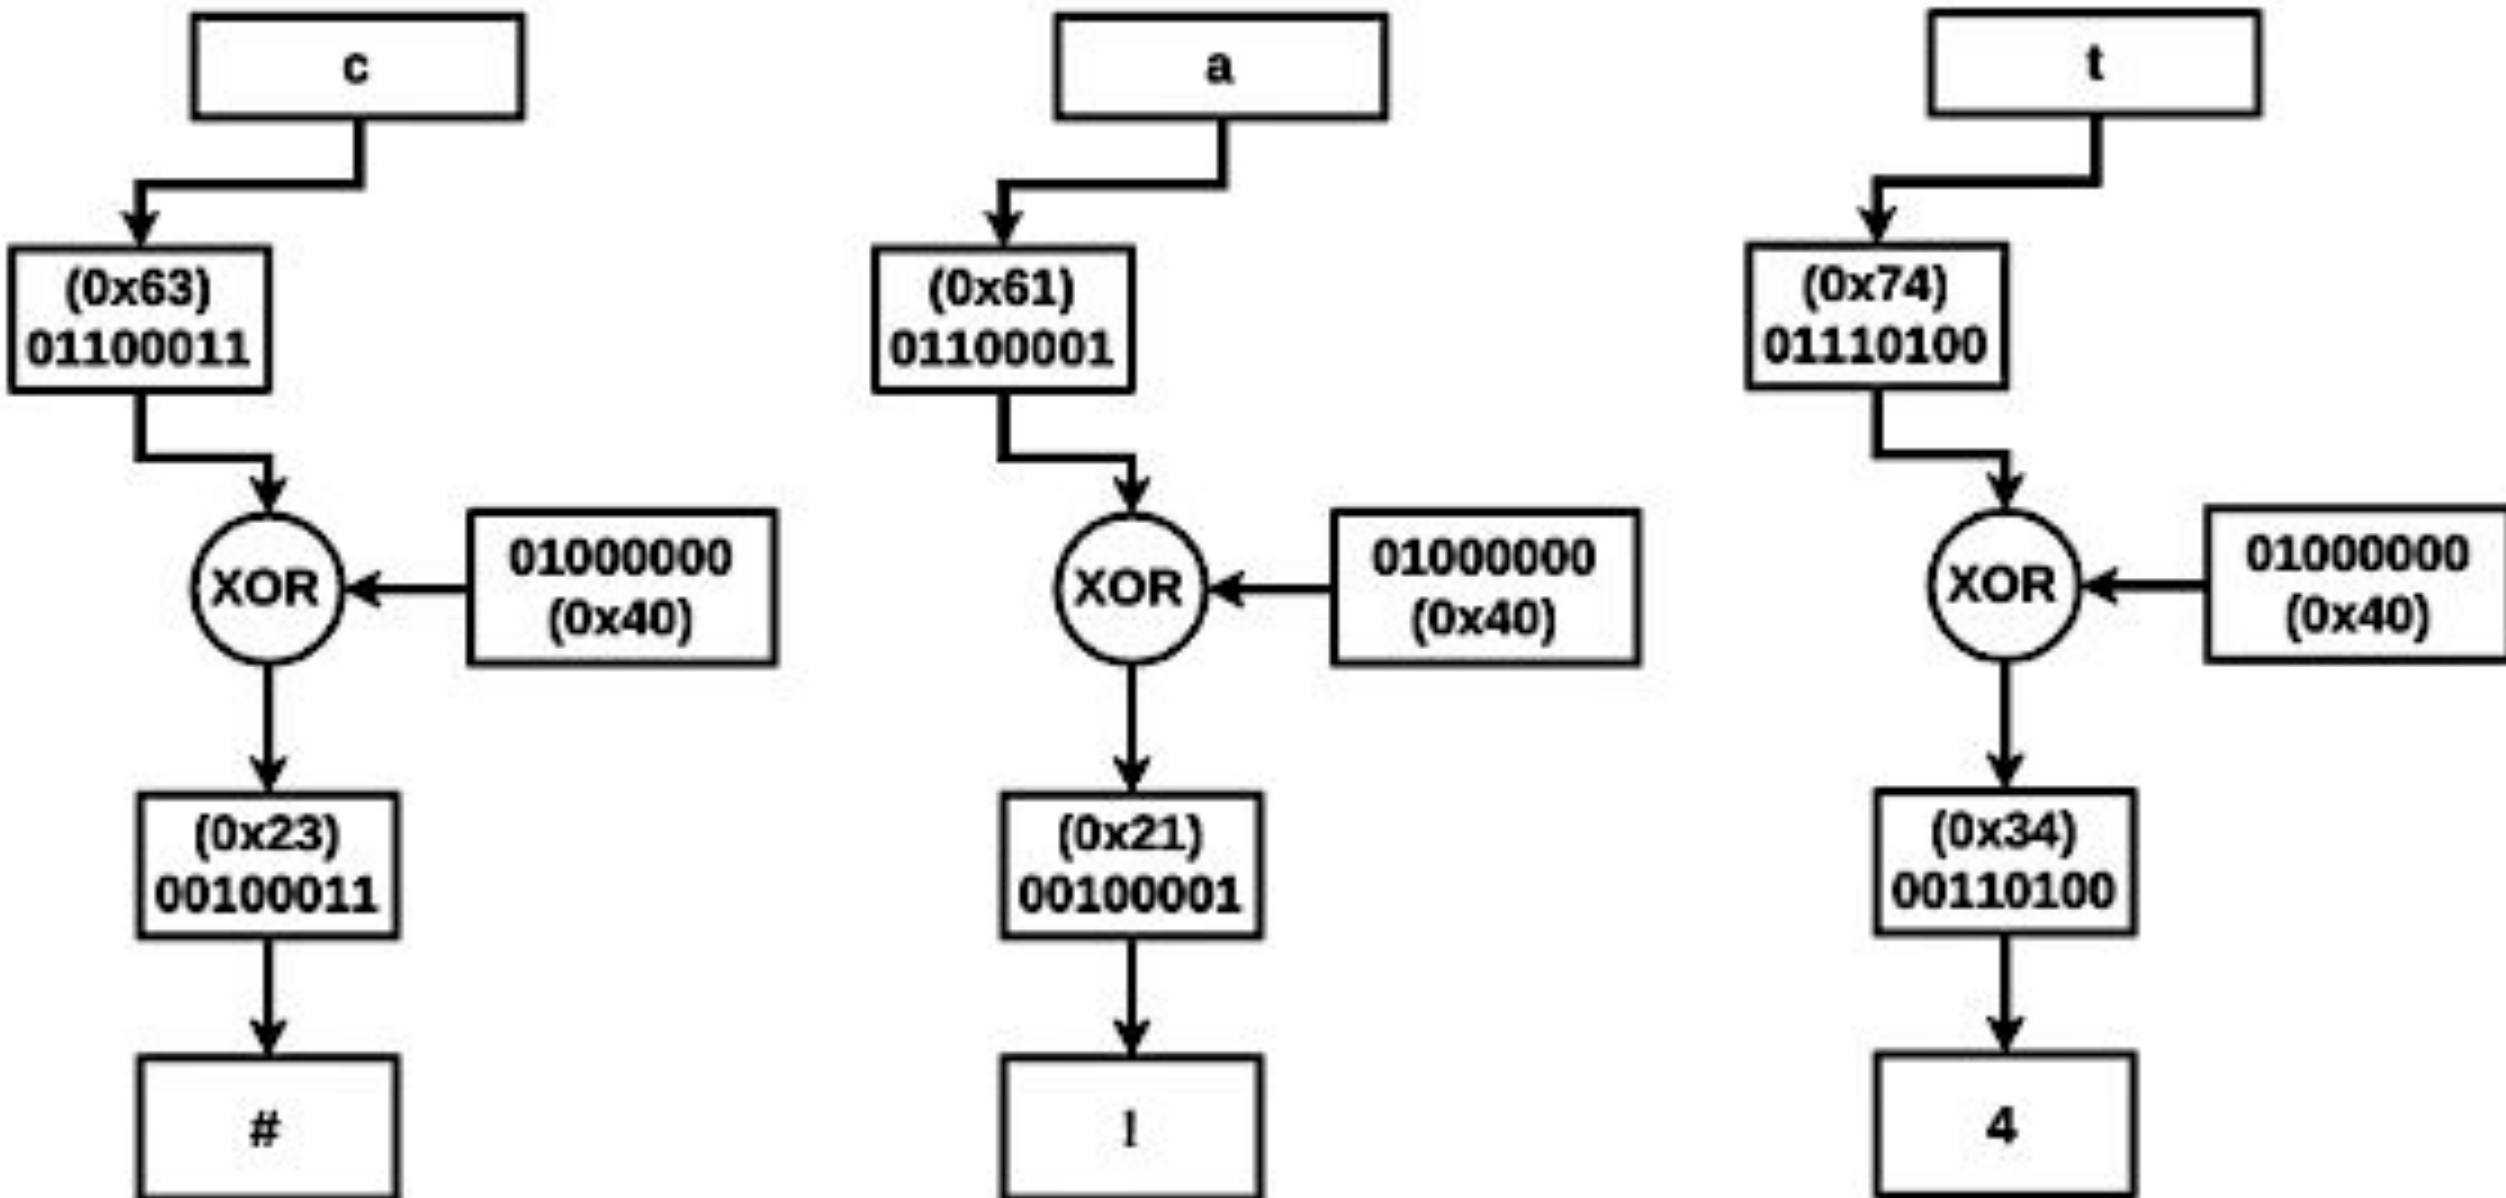 c
a
t
(0x63)
01100011
(0x61)
01100001
(0x74)
01110100
XOR
01000000
(0x40)
XOR
01000000
(0x40)
XOR
01000000
(0x40)
(0x23)
00100011
(0x21)
00100001
(0x34)
00110100
#
!
4